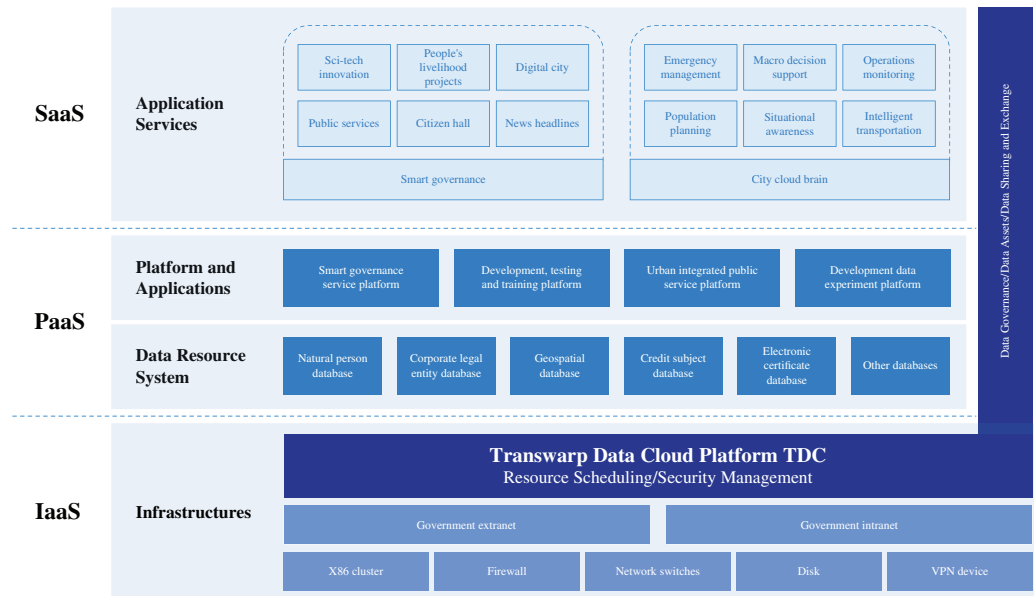 SaaS
Application
Services
Sci-tech
innovation
People's
livelihood
projects
Digital city
Public services
Citizen hall
News headlines
Smart governance
Emergency
management
Macro decision
support
Operations
monitoring
Population
planning
Situational
awareness
Intelligent
transportation
City cloud brain
Data Governance/Data Assets/Data Sharing and Exchange
PaaS
Platform and
Applications
Smart governance
service platform
Development, testing
and training platform
Urban integrated public
service platform
Development data
experiment platform
Data Resource
System
Natural person
database
Corporate legal
entity database
Geospatial
database
Credit subject
database
Electronic
certificate
database
Other databases
IaaS
Infrastructures
Transwarp Data Cloud Platform TDC
Resource Scheduling/Security Management
Government extranet
Government intranet
X86 cluster
Firewall
Network switches
Disk
VPN device